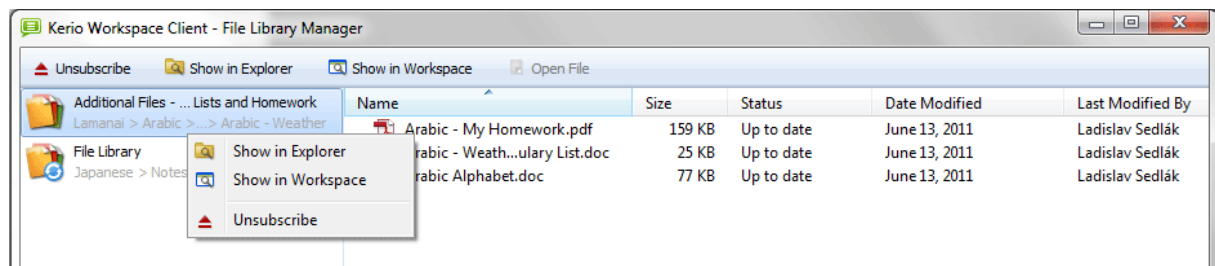 Kerio Workspace Client - File Library Manager
Unsubscribe Show in Explorer Show in Workspace Open File
Additional Files - ... Lists and Homework
Lamanai > Arabic >...> Arabic - Weather
File Library
Japanese > Notes
Show in Explorer
Show in Workspace
Unsubscribe
Name Size Status Date Modified Last Modified By
Arabic - My Homework.pdf 159 KB Up to date June 13, 2011 Ladislav Sedlák
rabic - Weath...ulary List.doc 25 KB Up to date June 13, 2011 Ladislav Sedlák
rabic Alphabet.doc 77 KB Up to date June 13, 2011 Ladislav Sedlák